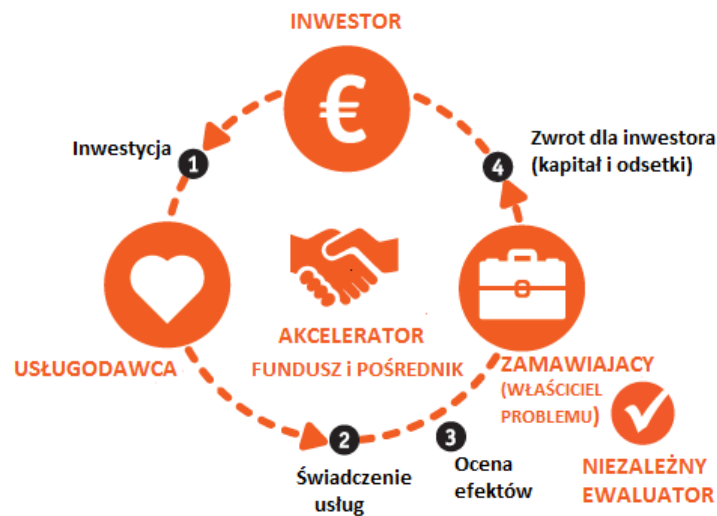 INWESTOR
€
Inwestycja
1
4
Zwrot dla inwestora
(kapitał i odsetki)
AKCELERATOR
FUNDUSZ i POŚREDNIK
USŁUGODAWCA
ZAMAWIAJACY
(WŁAŚCICIEL
PROBLEMU)
2
3
Świadczenie
usług
Ocena
efektów
NIEZALEŻNY
EWALUATOR